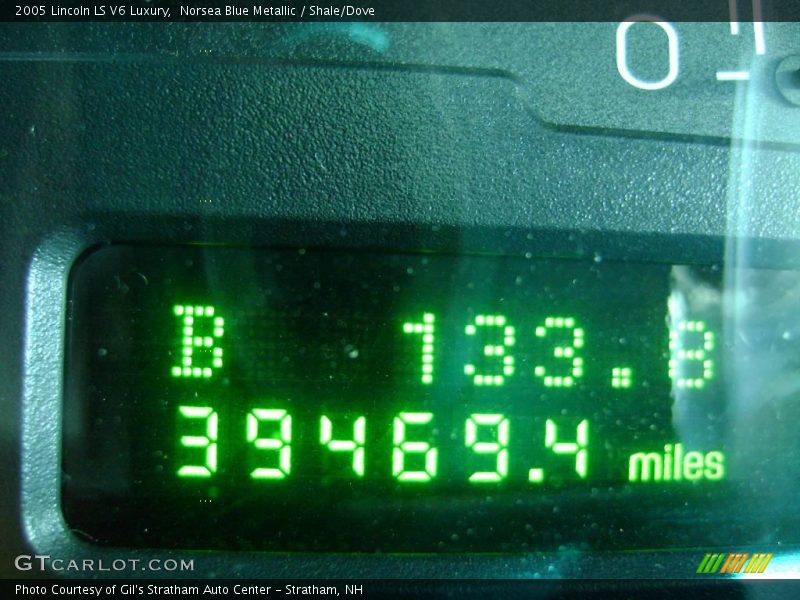 2005 Lincoln LS V6 Luxury,  Norsea Blue Metallic / Shale/Dove
0
B 133.8
39469.4 miles
GTCARLOT.COM
Photo Courtesy of Gil's Stratham Auto Center - Stratham, NH